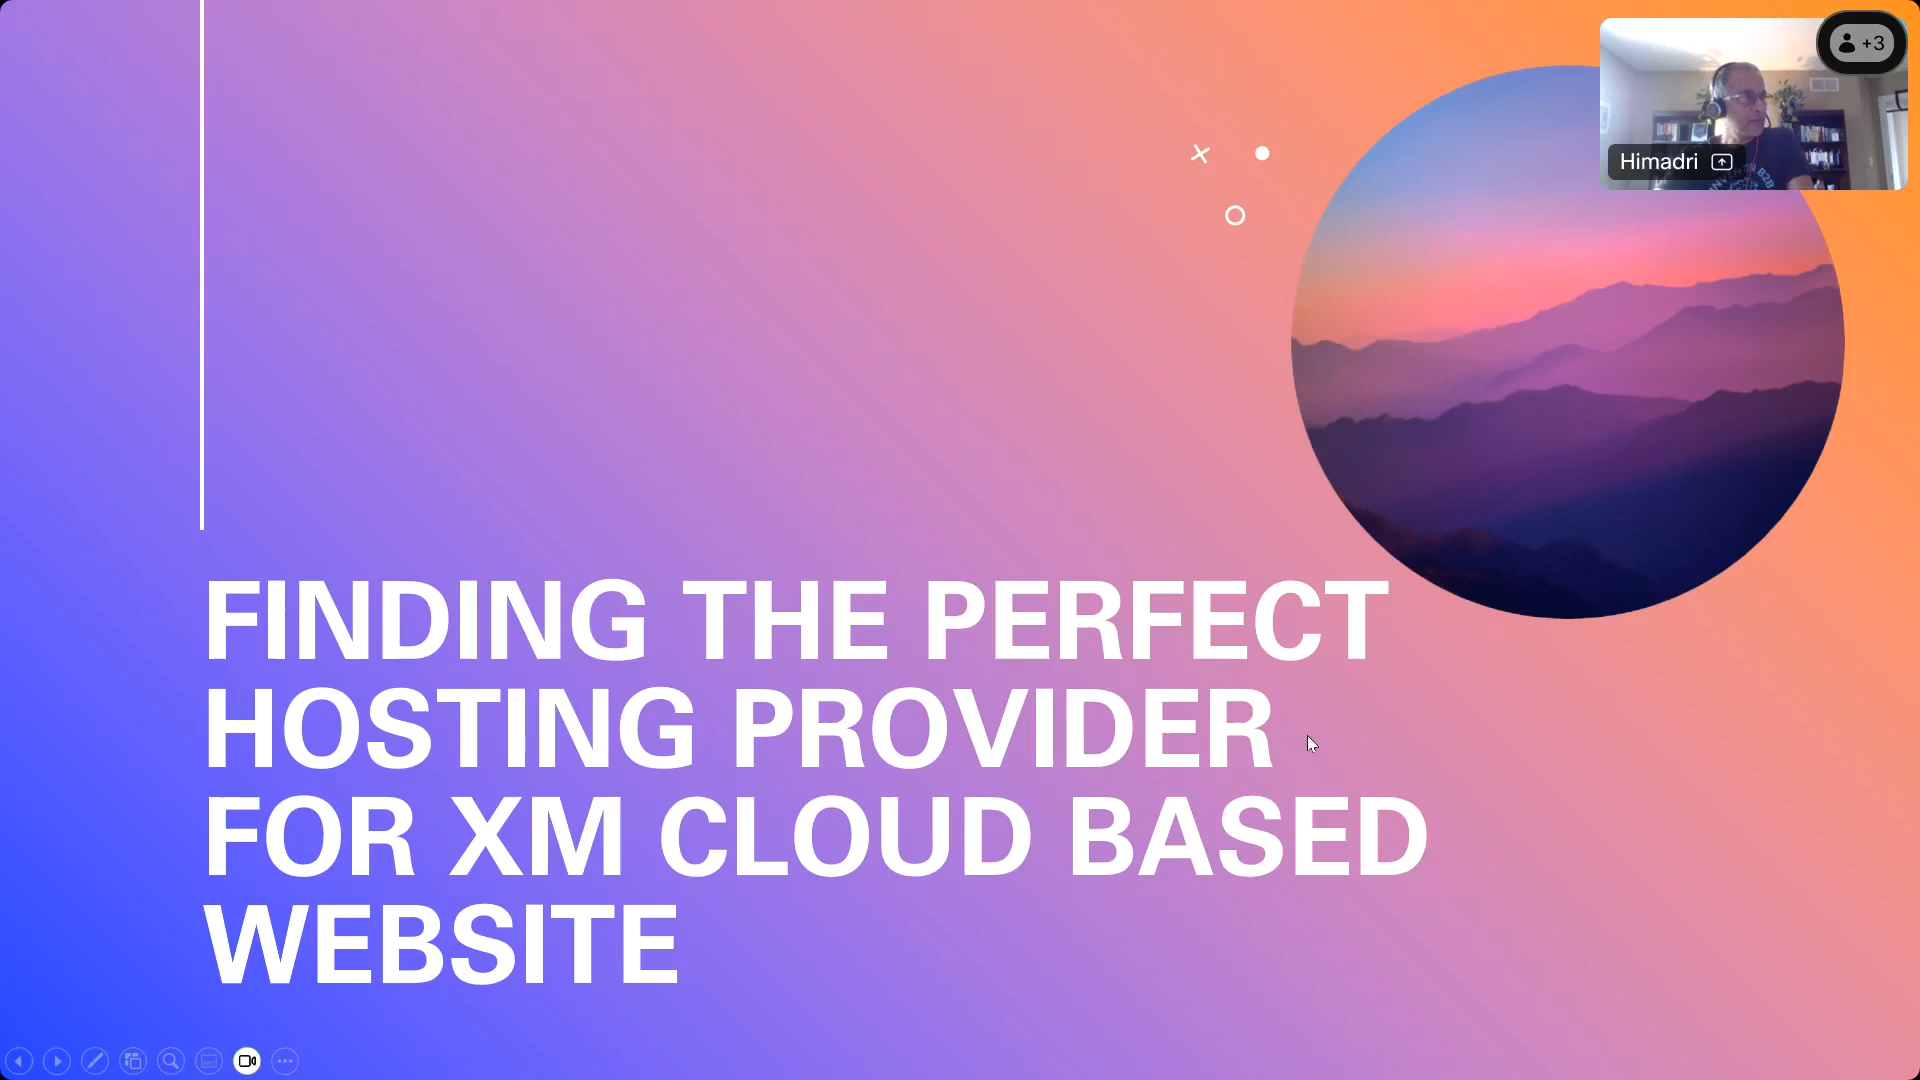 +3
Himadri
FINDING THE PERFECT
HOSTING PROVIDER
FOR XM CLOUD BASED
WEBSITE